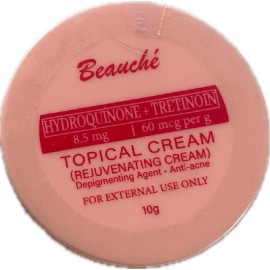 Beauché
HYDROQUINONE + TRETINOIN
8.5 mg | 60 mcg per g
TOPICAL CREAM
(REJUVENATING CREAM)
Depigmenting Agent · Anti-acne
FOR EXTERNAL USE ONLY
10g